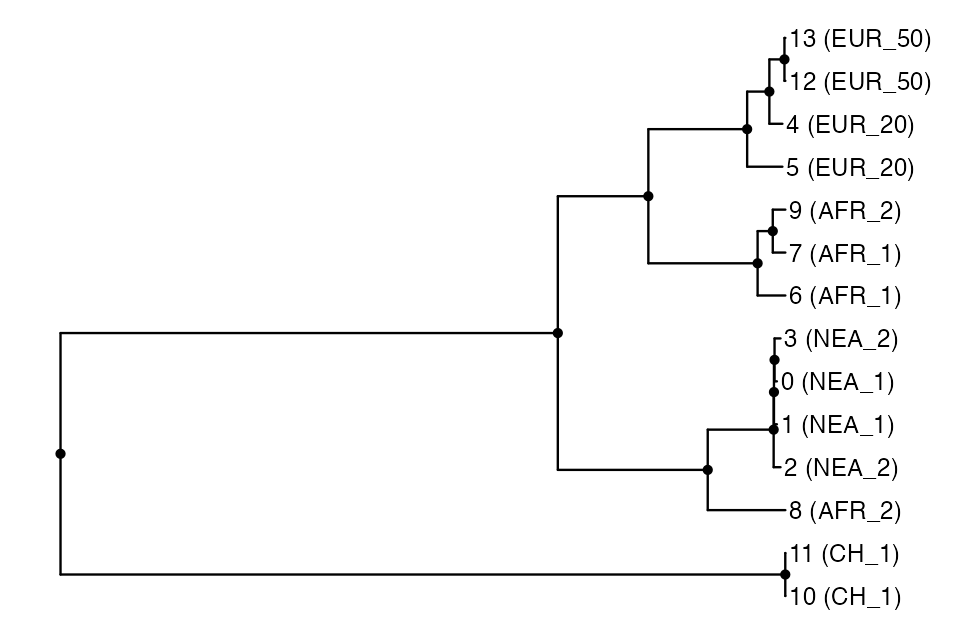 13 (EUR_50)
12 (EUR_50)
4 (EUR_20)
5 (EUR_20)
9 (AFR_2)
7 (AFR_1)
6 (AFR_1)
3 (NEA_2)
0 (NEA_1)
1 (NEA_1)
2 (NEA_2)
8 (AFR_2)
11 (CH_1)
10 (CH_1)